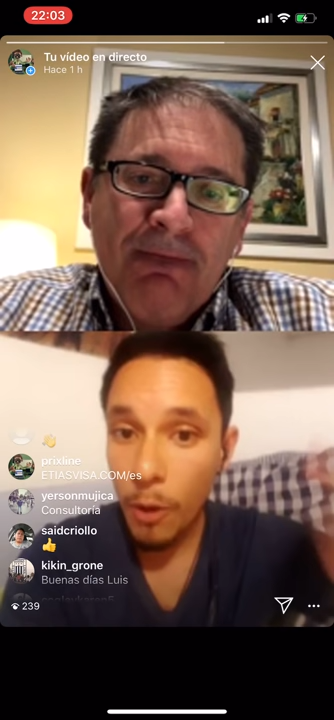 22:03
Tu vídeo en directo
Hace 1 h
prixline
ETIASVISA.COM/es
yersonmujica
Consultoría
saidcriollo
👍
kikin_grone
Buenas días Luis
239